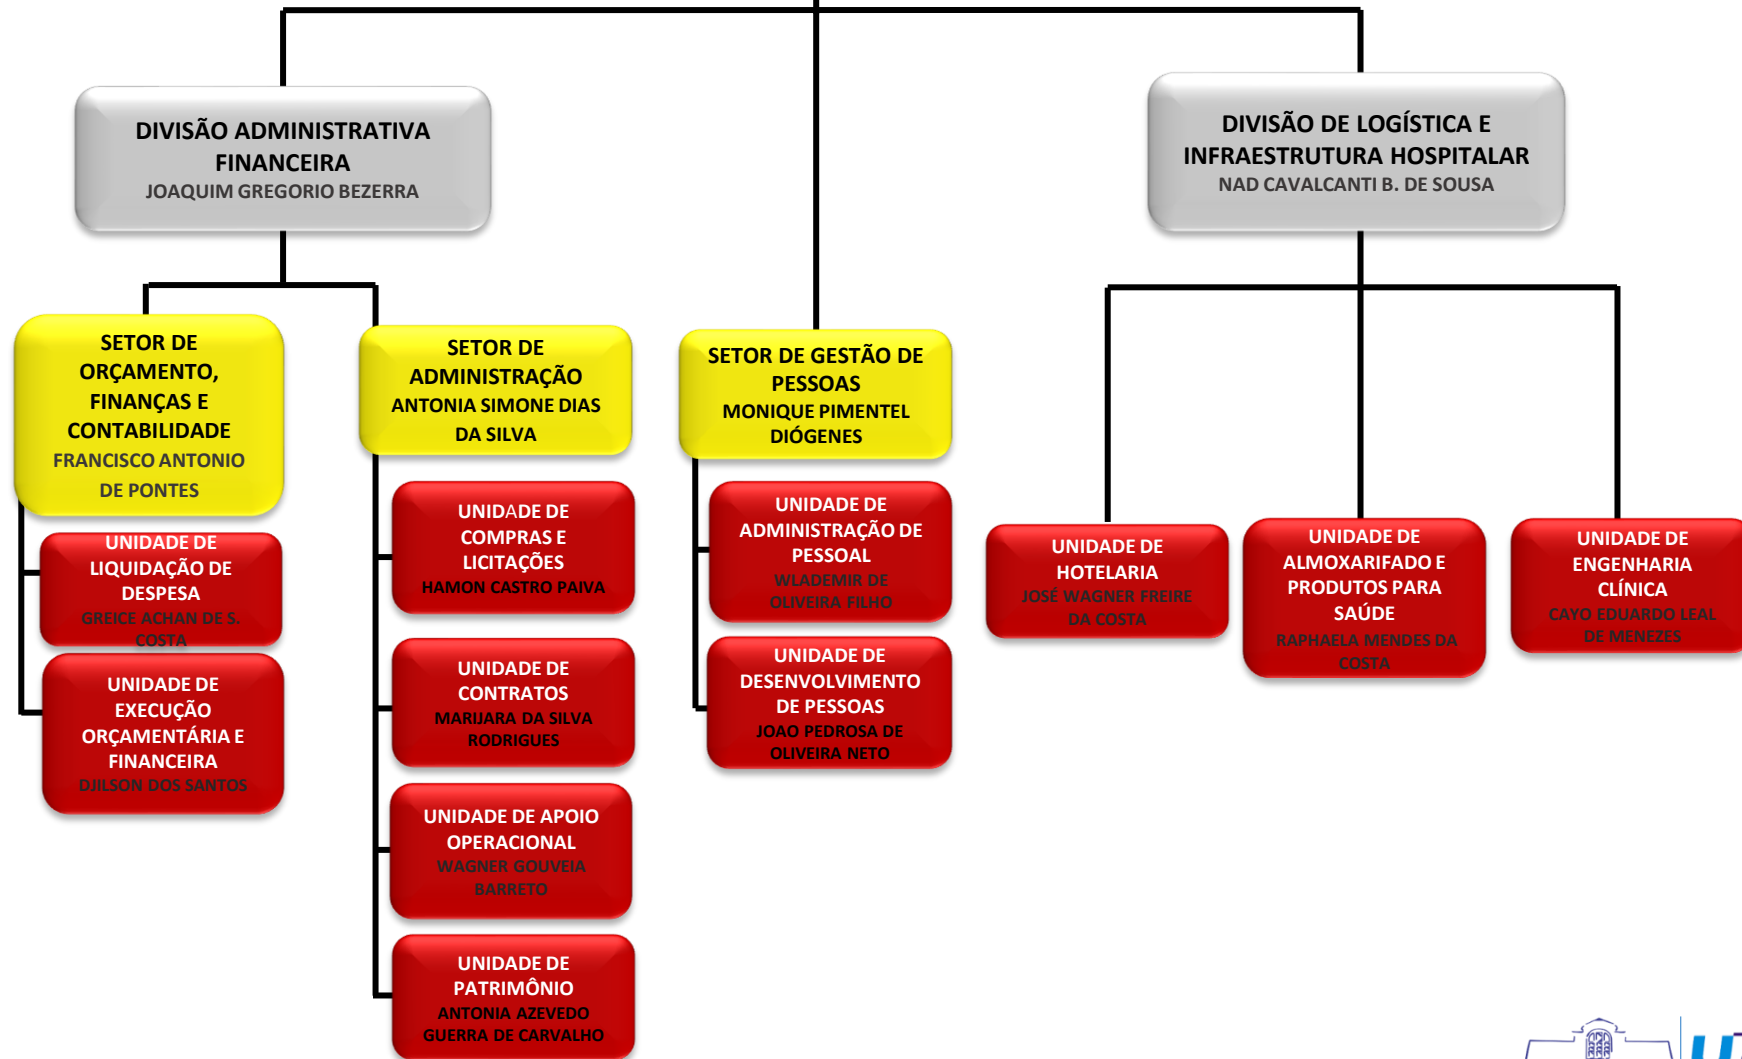 DIVISÃO ADMINISTRATIVA
FINANCEIRA
JOAQUIM GREGORIO BEZERRA
DIVISÃO DE LOGÍSTICA E
INFRAESTRUTURA HOSPITALAR
NAD CAVALCANTI B. DE SOUSA
SETOR DE
ORÇAMENTO,
FINANÇAS E
CONTABILIDADE
FRANCISCO ANTONIO
DE PONTES
UNIDADE DE
LIQUIDAÇÃO DE
DESPESA
GREICE ACHAN DE S.
COSTA
UNIDADE DE
EXECUÇÃO
ORÇAMENTÁRIA E
FINANCEIRA
DJILSON DOS SANTOS
SETOR DE
ADMINISTRAÇÃO
ANTONIA SIMONE DIAS
DA SILVA
UNIDADE DE
COMPRAS E
LICITAÇÕES
HAMON CASTRO PAIVA
UNIDADE DE
CONTRATOS
MARIJARA DA SILVA
RODRIGUES
UNIDADE DE APOIO
OPERACIONAL
WAGNER GOUVEIA
BARRETO
UNIDADE DE
PATRIMÔNIO
ANTONIA AZEVEDO
GUERRA DE CARVALHO
SETOR DE GESTÃO DE
PESSOAS
MONIQUE PIMENTEL
DIÓGENES
UNIDADE DE
ADMINISTRAÇÃO DE
PESSOAL
WLADEMIR DE
OLIVEIRA FILHO
UNIDADE DE
DESENVOLVIMENTO
DE PESSOAS
JOAO PEDROSA DE
OLIVEIRA NETO
UNIDADE DE
HOTELARIA
JOSÉ WAGNER FREIRE
DA COSTA
UNIDADE DE
ALMOXARIFADO E
PRODUTOS PARA
SAÚDE
RAPHAELA MENDES DA
COSTA
UNIDADE DE
ENGENHARIA
CLÍNICA
CAYO EDUARDO LEAL
DE MENEZES